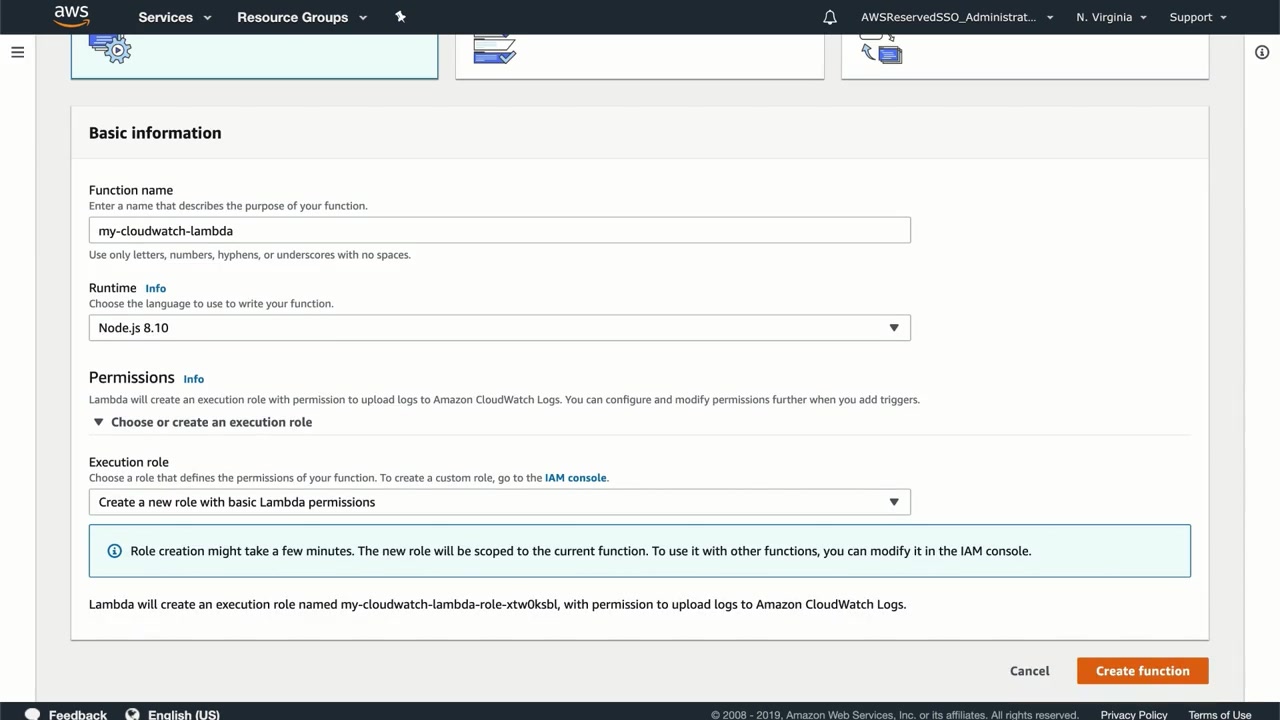 aws
Services
Resource Groups
AWSReservedSSO_Administrat...
N. Virginia
Support
Basic information
Function name
Enter a name that describes the purpose of your function.
my-cloudwatch-lambda
Use only letters, numbers, hyphens, or underscores with no spaces.
Runtime Info
Choose the language to use to write your function.
Node.js 8.10
Permissions Info
Lambda will create an execution role with permission to upload logs to Amazon CloudWatch Logs. You can configure and modify permissions further when you add triggers.
Choose or create an execution role
Execution role
Choose a role that defines the permissions of your function. To create a custom role, go to the IAM console.
Create a new role with basic Lambda permissions
Role creation might take a few minutes. The new role will be scoped to the current function. To use it with other functions, you can modify it in the IAM console.
Lambda will create an execution role named my-cloudwatch-lambda-role-xtw0ksbl, with permission to upload logs to Amazon CloudWatch Logs.
Cancel
Create function
Feedback
English (US)
© 2008 - 2019, Amazon Web Services, Inc. or its affiliates. All rights reserved.
Privacy Policy
Terms of Use